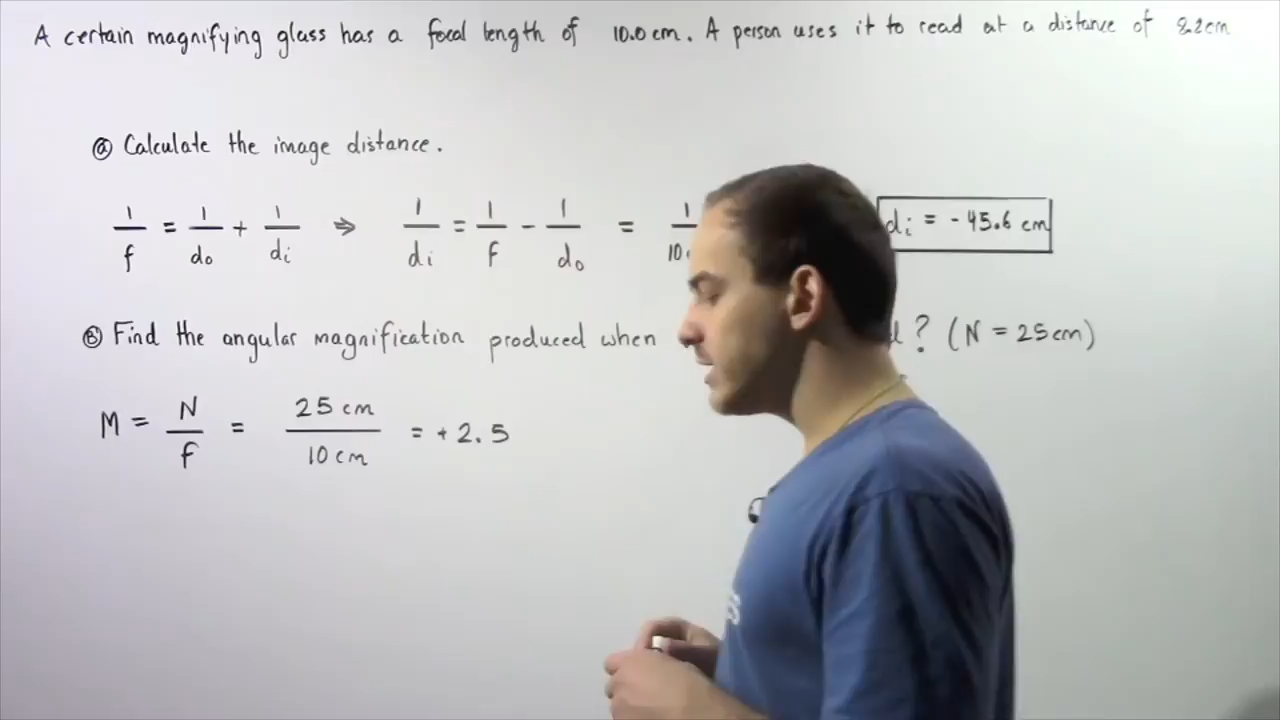 A certain magnifying glass has a focal length of 10.0 cm. A person uses it to read at a distance of 8.2cm
ⓐ Calculate the image distance.
1/f = 1/do + 1/di ⇒ 1/di = 1/f - 1/do = 1/10 di = -45.6 cm
Ⓑ Find the angular magnification produced when ? (N = 25cm)
M = N/f = 25 cm/10 cm = +2.5